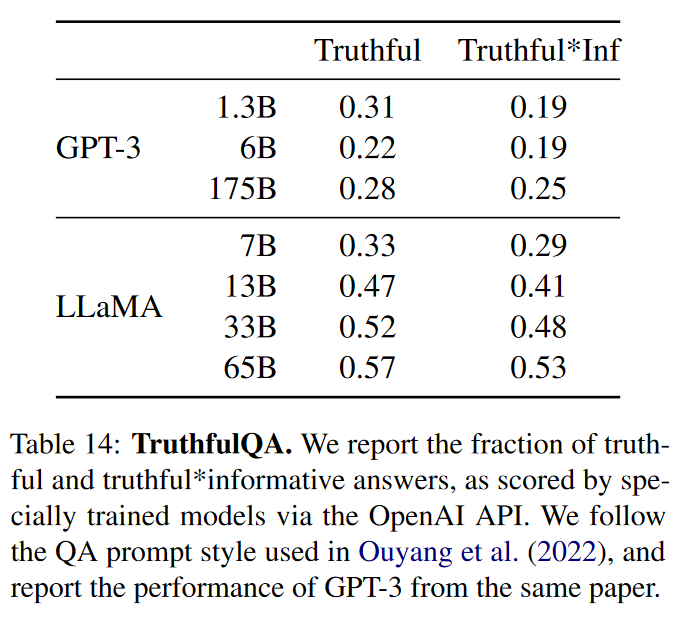 Truthful Truthful*Inf
1.3B 0.31 0.19
GPT-3 6B 0.22 0.19
175B 0.28 0.25
7B 0.33 0.29
13B 0.47 0.41
LLaMA
33B 0.52 0.48
65B 0.57 0.53
Table 14: TruthfulQA. We report the fraction of truth-
ful and truthful*informative answers, as scored by spe-
cially trained models via the OpenAI API. We follow
the QA prompt style used in Ouyang et al. (2022), and
report the performance of GPT-3 from the same paper.